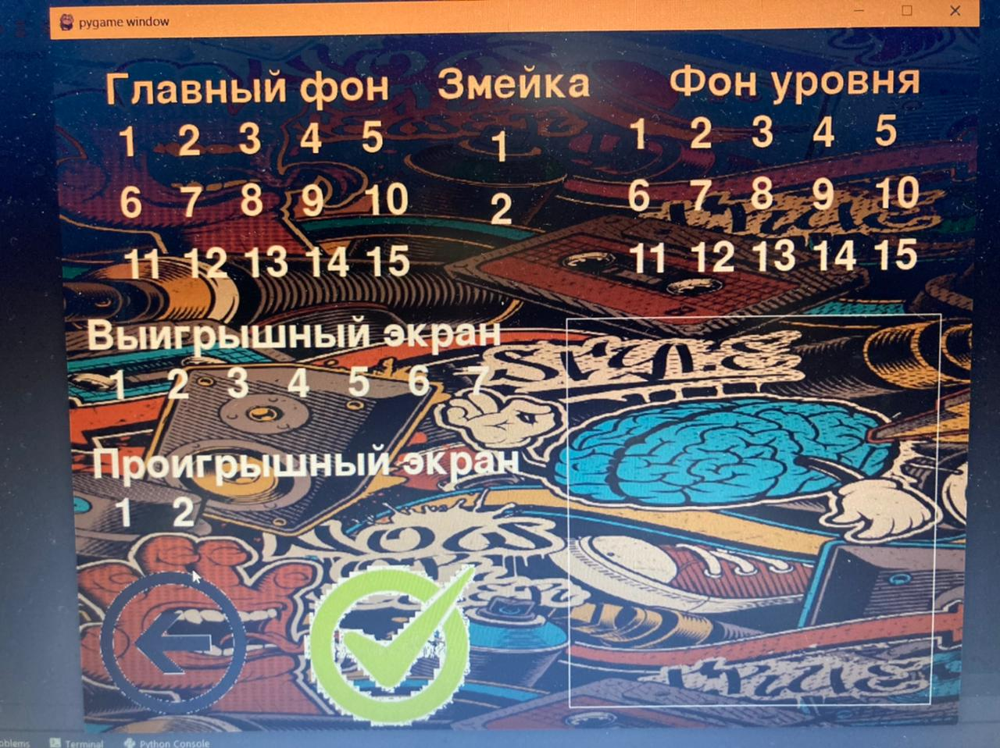 pygame window
Главный фон Змейка Фон уровня
1 2 3 4 5 1 1 2 3 4 5
6 7 8 9 10 2 6 7 8 9 10
11 12 13 14 15 11 12 13 14 15
Выигрышный экран
1 2 3 4 5 6 7
STYLE
Проигрышный экран
1 2
Terminal Python Console